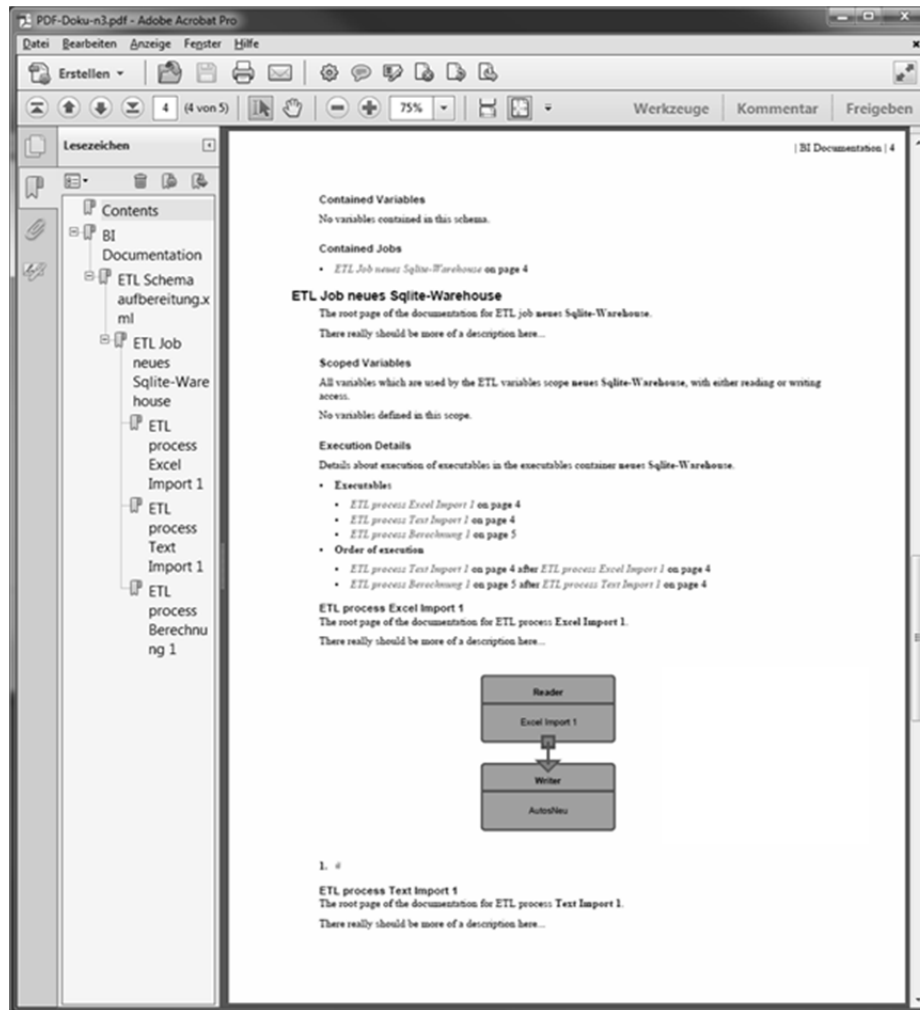 PDF-Doku-n3.pdf - Adobe Acrobat Pro
Datei Bearbeiten Anzeige Fenster Hilfe
Erstellen
4 (4 von 5) 75% Werkzeuge Kommentar Freigeben
Lesezeichen
Contents
BI
Documentation
ETL Schema
aufbereitung.x
ml
ETL Job
neues
Sqlite-Ware
house
ETL
process
Excel
Import 1
ETL
process
Text
Import 1
ETL
process
Berechnu
ng 1
| BI Documentation | 4
Contained Variables
No variables contained in this schema.
Contained Jobs
• ETL Job neues Sqlite-Warehouse on page 4
ETL Job neues Sqlite-Warehouse
The root page of the documentation for ETL job neues Sqlite-Warehouse.
There really should be more of a description here...
Scoped Variables
All variables which are used by the ETL variables scope neues Sqlite-Warehouse, with either reading or writing
access.
No variables defined in this scope.
Execution Details
Details about execution of executables in the executables container neues Sqlite-Warehouse.
• Executables
• ETL process Excel Import 1 on page 4
• ETL process Text Import 1 on page 4
• ETL process Berechnung 1 on page 5
• Order of execution
• ETL process Text Import 1 on page 4 after ETL process Excel Import 1 on page 4
• ETL process Berechnung 1 on page 5 after ETL process Text Import 1 on page 4
ETL process Excel Import 1
The root page of the documentation for ETL process Excel Import 1.
There really should be more of a description here...
Reader
Excel Import 1
Writer
AutosNeu
1. #
ETL process Text Import 1
The root page of the documentation for ETL process Text Import 1.
There really should be more of a description here...